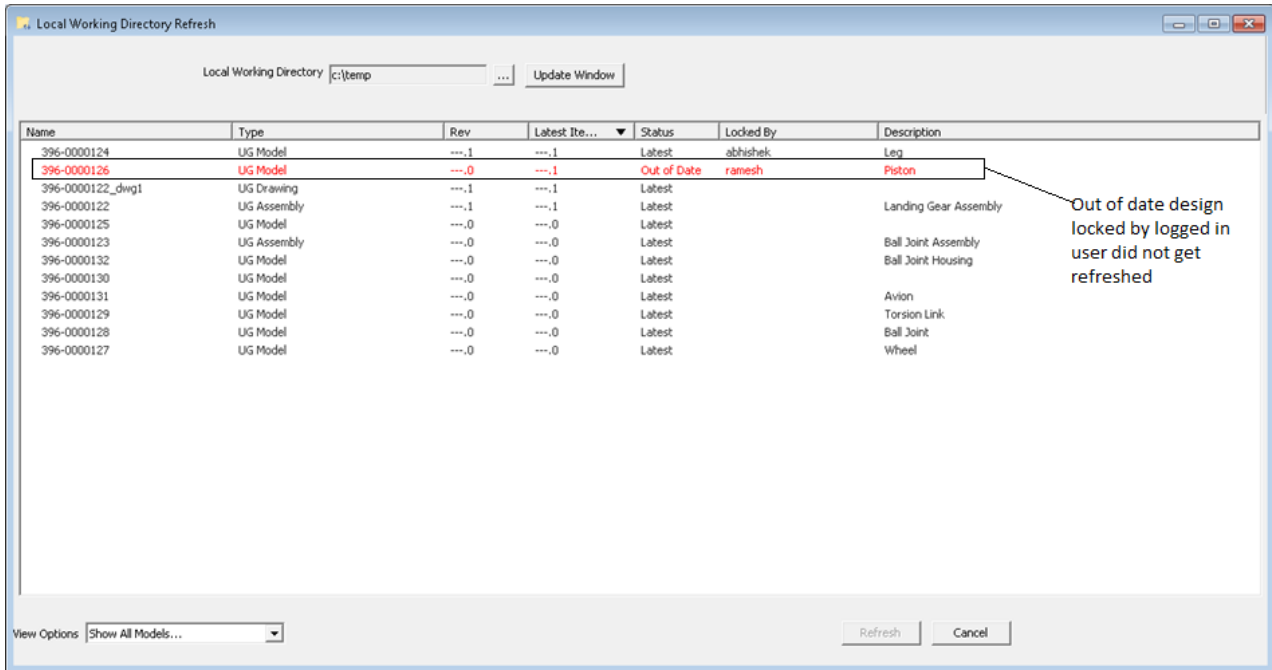 Local Working Directory Refresh
Local Working Directory c:\temp ... Update Window
Name Type Rev Latest Ite... Status Locked By Description
396-0000124 UG Model ---.1 ---.1 Latest abhishek Leg
396-0000126 UG Model ---.0 ---.1 Out of Date ramesh Piston
396-0000122_dwg1 UG Drawing ---.1 ---.1 Latest
396-0000122 UG Assembly ---.1 ---.1 Latest Landing Gear Assembly
396-0000125 UG Model ---.0 ---.0 Latest
396-0000123 UG Assembly ---.0 ---.0 Latest Ball Joint Assembly
396-0000132 UG Model ---.0 ---.0 Latest Ball Joint Housing
396-0000130 UG Model ---.0 ---.0 Latest
396-0000131 UG Model ---.0 ---.0 Latest Avion
396-0000129 UG Model ---.0 ---.0 Latest Torsion Link
396-0000128 UG Model ---.0 ---.0 Latest Ball Joint
396-0000127 UG Model ---.0 ---.0 Latest Wheel
Out of date design
locked by logged in
user did not get
refreshed
View Options Show All Models... Refresh Cancel